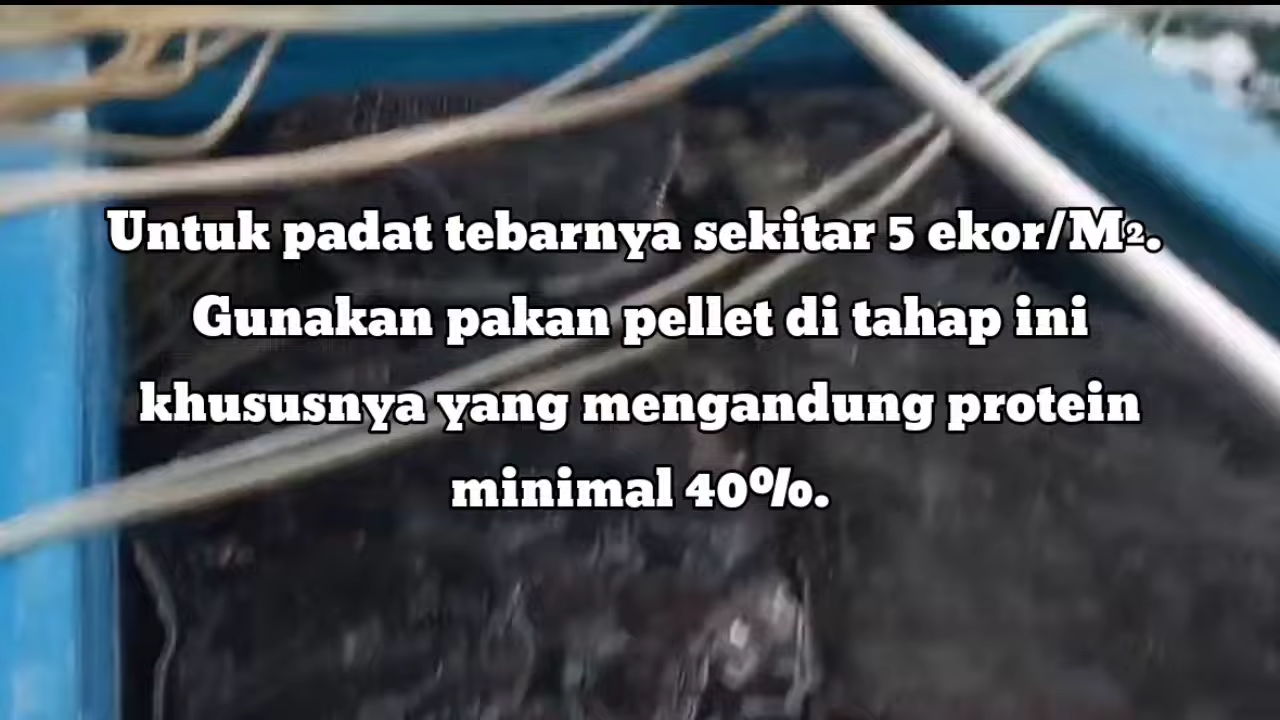 Untuk padat tebarnya sekitar 5 ekor/M².
Gunakan pakan pellet di tahap ini
khususnya yang mengandung protein
minimal 40%.